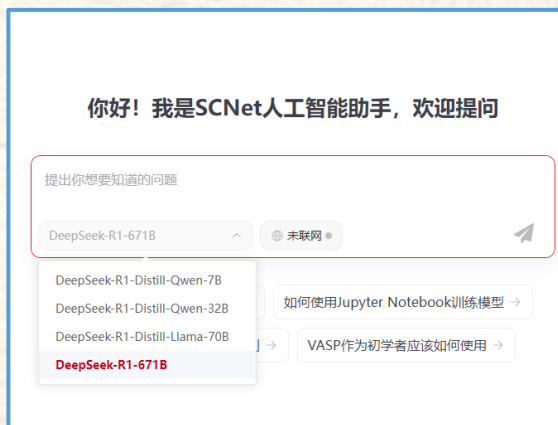 你好！我是SCNet人工智能助手，欢迎提问
提出你想要知道的问题
DeepSeek-R1-671B
未联网
DeepSeek-R1-Distill-Qwen-7B
DeepSeek-R1-Distill-Qwen-32B
如何使用Jupyter Notebook训练模型 →
DeepSeek-R1-Distill-Llama-70B
→
VASP作为初学者应该如何使用 →
DeepSeek-R1-671B